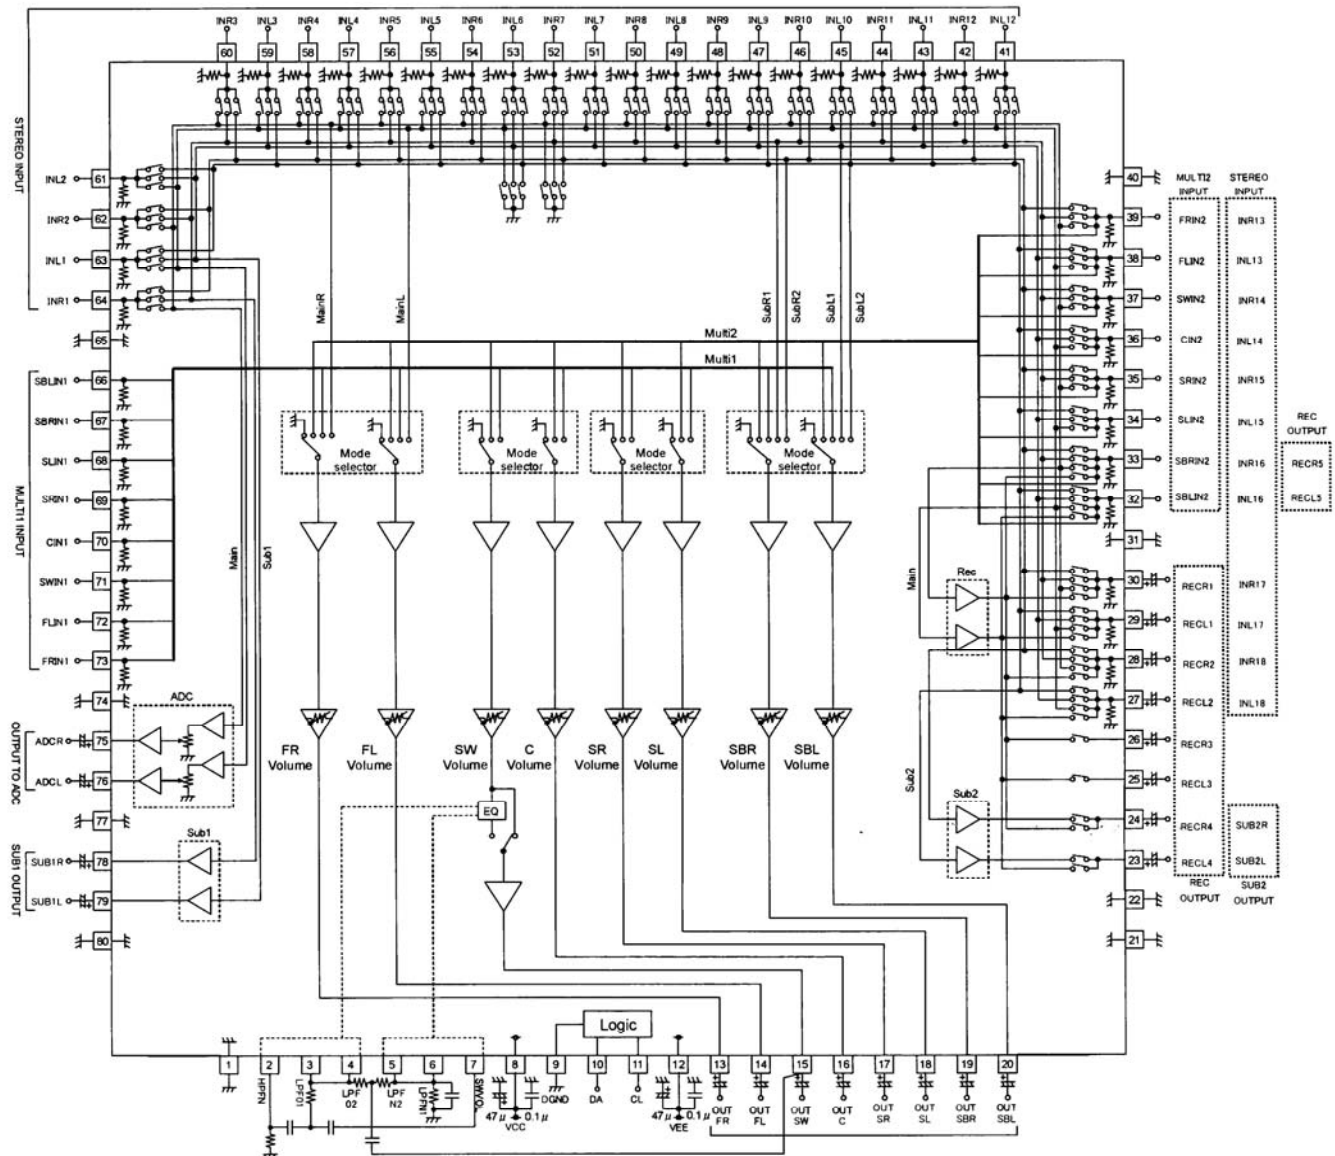 INR3 INL3 INR4 INL4 INR5 INL5 INR6 INL6 INR7 INL7 INR8 INL8 INR9 INL9 INR10 INL10 INR11 INL11 INR12 INL12
60 59 58 57 56 55 54 53 52 51 50 49 48 47 46 45 44 43 42 41
STEREO INPUT
INL2 61
INR2 62
INL1 63
INR1 64
65
MULTI1 INPUT
SBLIN1 66
SBRIN1 67
SLIN1 68
SRIN1 69
CIN1 70
SWIN1 71
FLIN1 72
FRIN1 73
74
OUTPUT TO ADC
ADC
ADCR 75
ADCL 76
77
SUB1 OUTPUT
Sub1
SUB1R 78
SUB1L 79
80
Main
Sub1
MainR
MainL
SubR1
SubR2
SubL1
SubL2
Multi2
Multi1
Mode selector
Mode selector
Mode selector
Mode selector
FR Volume
FL Volume
SW Volume
C Volume
SR Volume
SL Volume
SBR Volume
SBL Volume
EQ
Logic
Main
Rec
Sub2
Sub2
40
MULTI2 INPUT
STEREO INPUT
39 FRIN2 INR13
38 FLIN2 INL13
37 SWIN2 INR14
36 CIN2 INL14
35 SRIN2 INR15
34 SLIN2 INL15
REC OUTPUT
33 SBRIN2 INR16 RECR5
32 SBLIN2 INL16 RECL5
31
30 RECR1 INR17
29 RECL1 INL17
28 RECR2 INR18
27 RECL2 INL18
26 RECR3
25 RECL3
24 RECR4 SUB2R
23 RECL4 SUB2L
REC OUTPUT
SUB2 OUTPUT
22
21
1 2 3 4 5 6 7 8 9 10 11 12 13 14 15 16 17 18 19 20
HPFN
LPF01
LPF 02
LPF N2
LPFN1
SWVO
47μ
0.1μ
VCC
DGND
DA
CL
47μ
0.1μ
VEE
OUT FR
OUT FL
OUT SW
OUT C
OUT SR
OUT SL
OUT SBR
OUT SBL